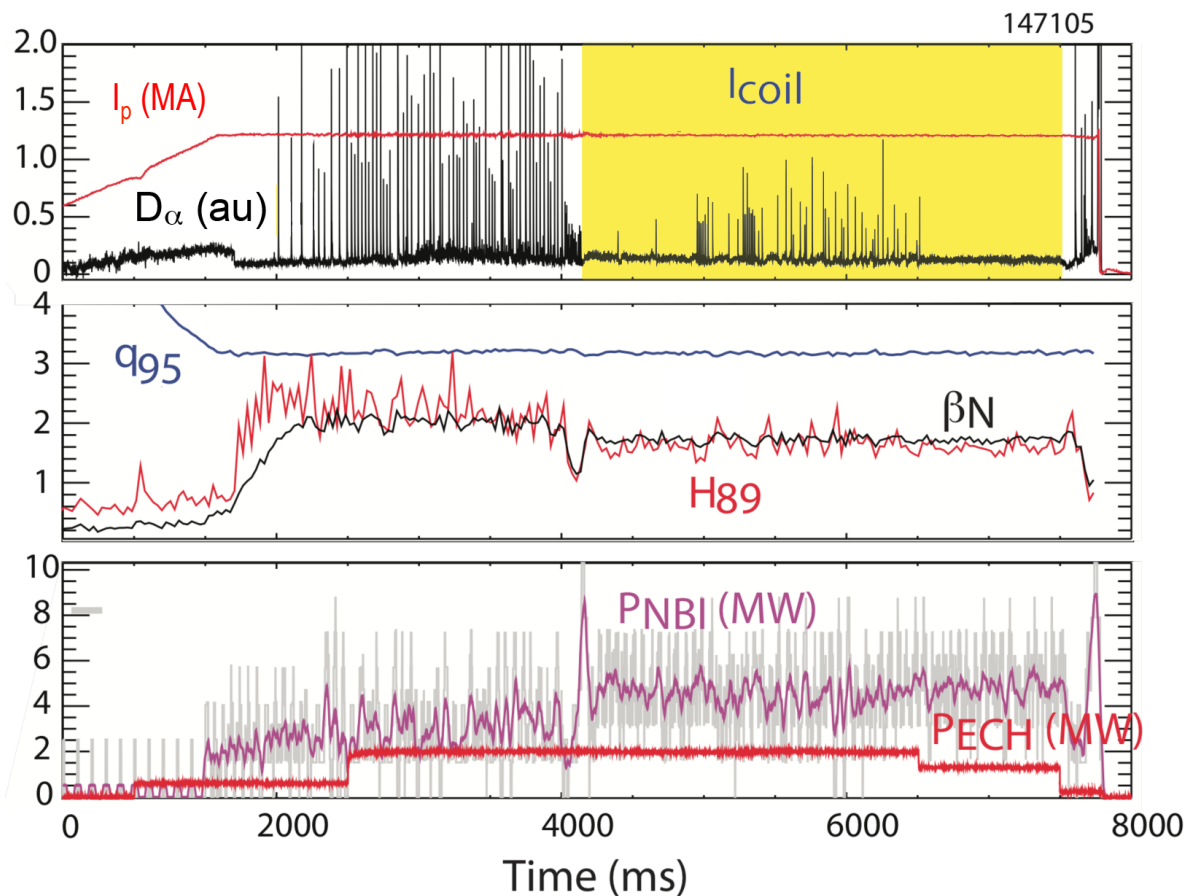 147105
2.0
1.5
1.0
0.5
0
Ip (MA)
Icoil
Dα (au)
4
3
2
1
q95
βN
H89
10
8
6
4
2
0
PNBI (MW)
PECH (MW)
0 2000 4000 6000 8000
Time (ms)